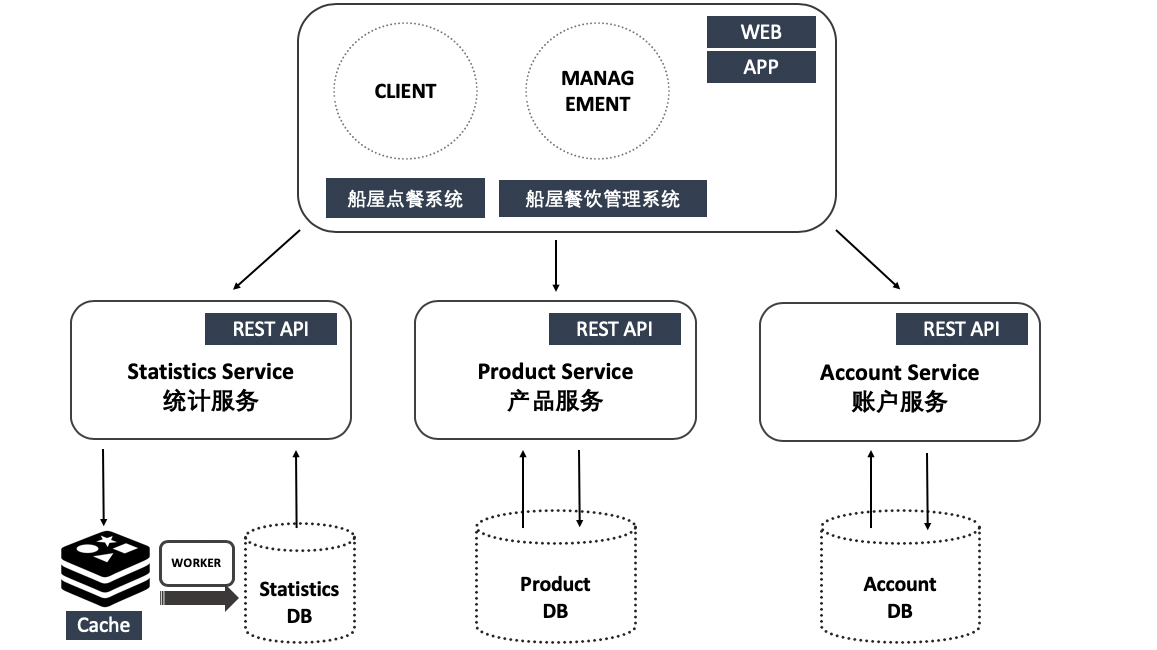 CLIENT
MANAG
EMENT
WEB
APP
船屋点餐系统
船屋餐饮管理系统
REST API
Statistics Service
统计服务
REST API
Product Service
产品服务
REST API
Account Service
账户服务
Cache
WORKER
Statistics
DB
Product
DB
Account
DB